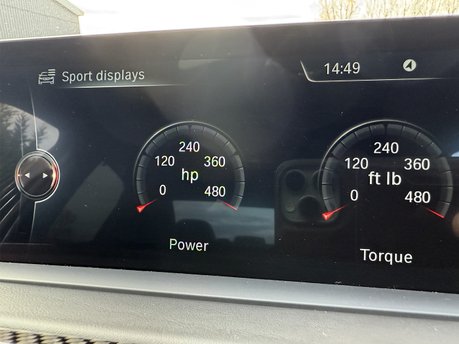 Sport displays
14:49
240
120 360
hp
0 480
Power
240
120 360
ft lb
0 480
Torque